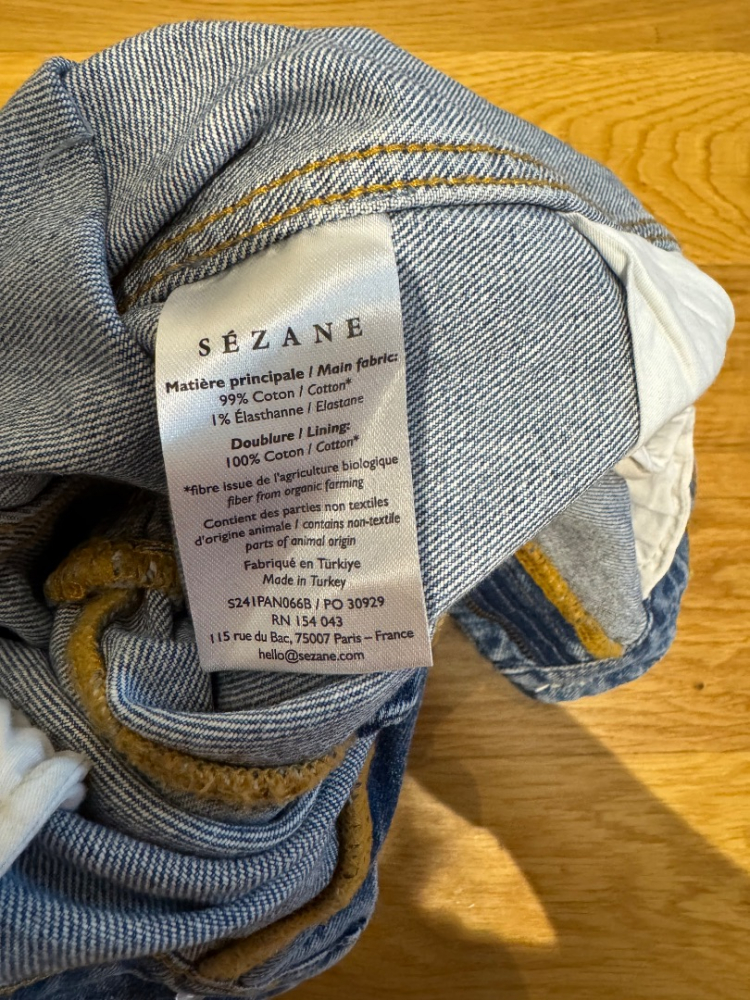 SÉZANE
Matière principale / Main fabric:
99% Coton / Cotton*
1% Élasthanne / Elastane
Doublure / Lining:
100% Coton / Cotton*
*fibre issue de l'agriculture biologique
fiber from organic farming
Contient des parties non textiles
d'origine animale / contains non-textile
parts of animal origin
Fabriqué en Türkiye
Made in Turkey
S241PAN066B / PO 30929
RN 154 043
115 rue du Bac, 75007 Paris – France
hello@sezane.com